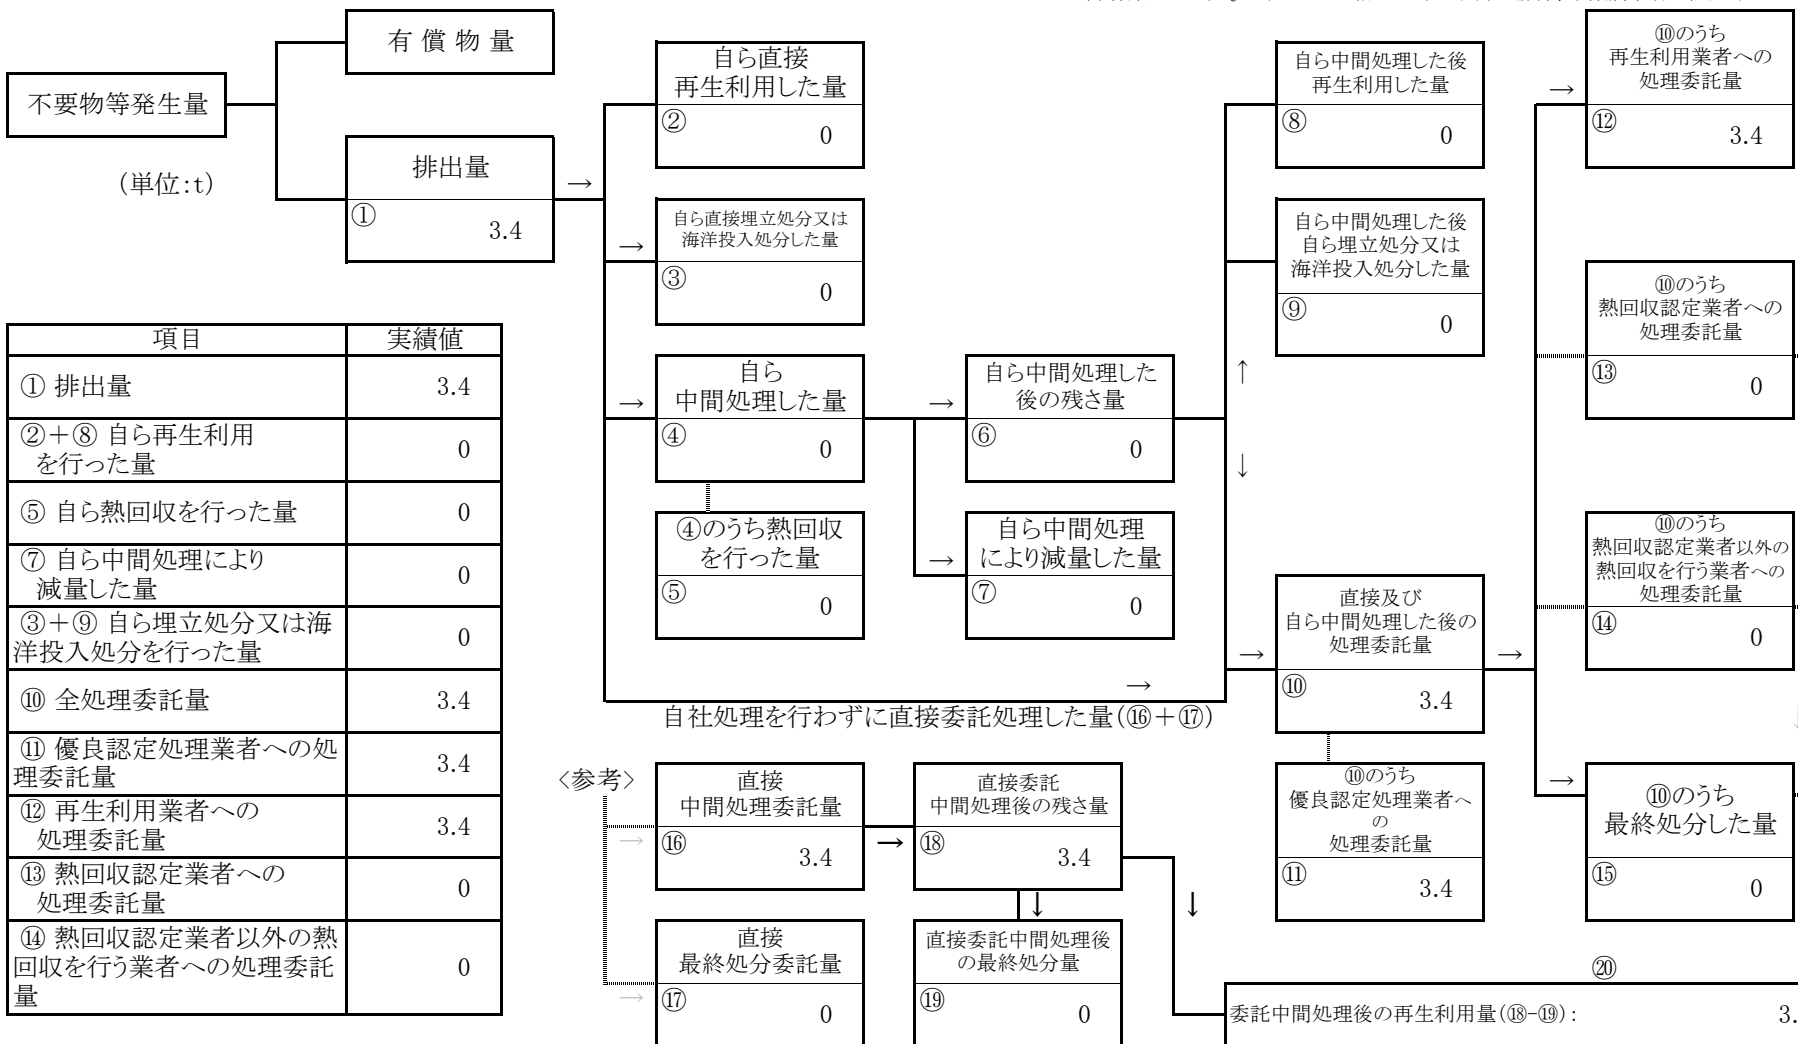 有 償 物 量
不要物等発生量
(単位:t)
排出量
→
①
3.4
自ら直接
再生利用した量
②
0
→
自ら直接埋立処分又は
海洋投入処分した量
③
0
→
自ら
中間処理した量
④
0
④のうち熱回収
を行った量
⑤
0
→
自ら中間処理した
後の残さ量
⑥
0
→
自ら中間処理
により減量した量
⑦
0
自ら中間処理した後
再生利用した量
⑧
0
自ら中間処理した後
自ら埋立処分又は
海洋投入処分した量
⑨
0
↑
↓
→
直接及び
自ら中間処理した後の
処理委託量
⑩
3.4
→
⑩のうち
優良認定処理業者へ
の
処理委託量
⑪
3.4
→
⑩のうち
再生利用業者への
処理委託量
⑫
3.4
⑩のうち
熱回収認定業者への
処理委託量
⑬
0
⑩のうち
熱回収認定業者以外の
熱回収を行う業者への
処理委託量
⑭
0
→
⑩のうち
最終処分した量
⑮
0
→
自社処理を行わずに直接委託処理した量(⑯+⑰)
<参考>
→
直接
中間処理委託量
⑯
3.4
→
直接委託
中間処理後の残さ量
⑱
3.4
↓
↓
→
直接
最終処分委託量
⑰
0
直接委託中間処理後
の最終処分量
⑲
0
⑳
委託中間処理後の再生利用量(⑱-⑲):
3.
項目 実績値
① 排出量 3.4
②+⑧ 自ら再生利用
を行った量 0
⑤ 自ら熱回収を行った量 0
⑦ 自ら中間処理により
減量した量 0
③+⑨ 自ら埋立処分又は海
洋投入処分を行った量 0
⑩ 全処理委託量 3.4
⑪ 優良認定処理業者への処
理委託量 3.4
⑫ 再生利用業者への
処理委託量 3.4
⑬ 熱回収認定業者への
処理委託量 0
⑭ 熱回収認定業者以外の熱
回収を行う業者への処理委託
量 0